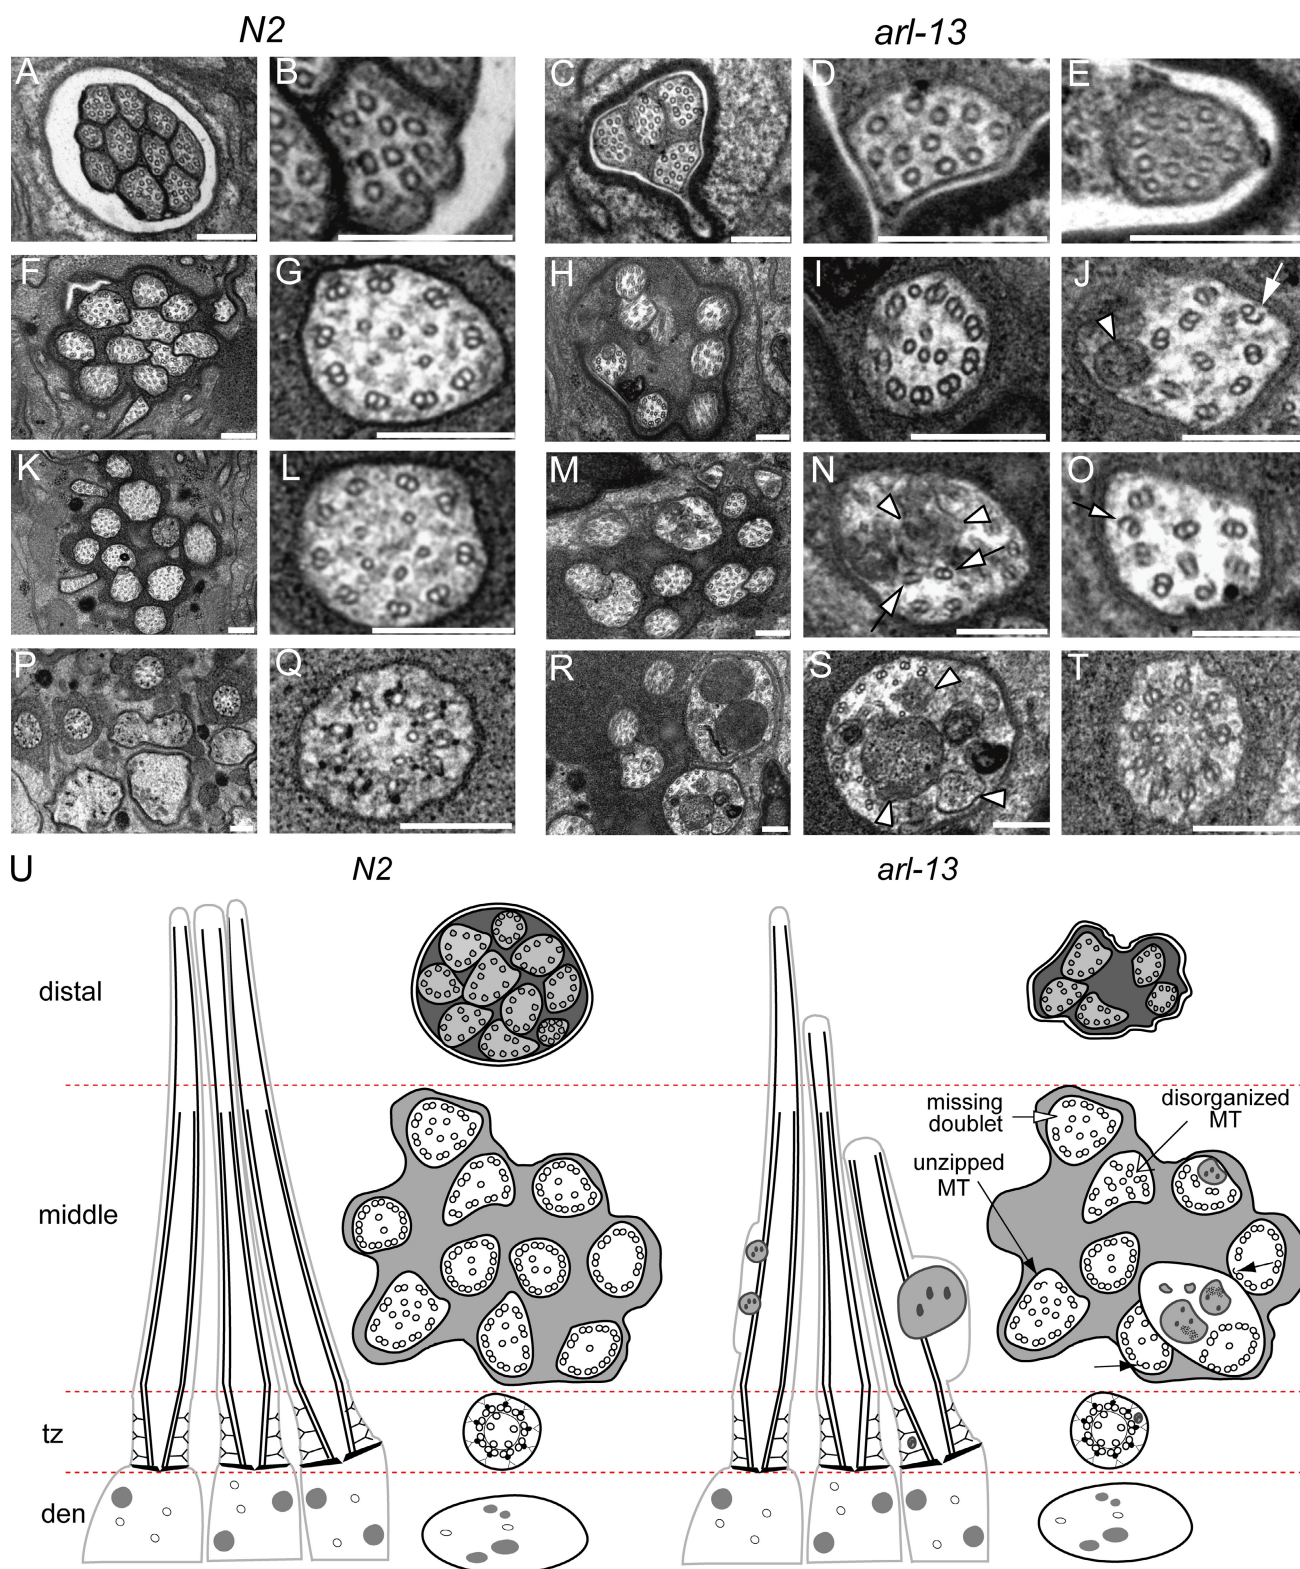 N2 arl-13
A B C D E
F G H I J
K L M N O
P Q R S T
U N2 arl-13
distal
missing
doublet
disorganized
MT
unzipped
MT
middle
tz
den